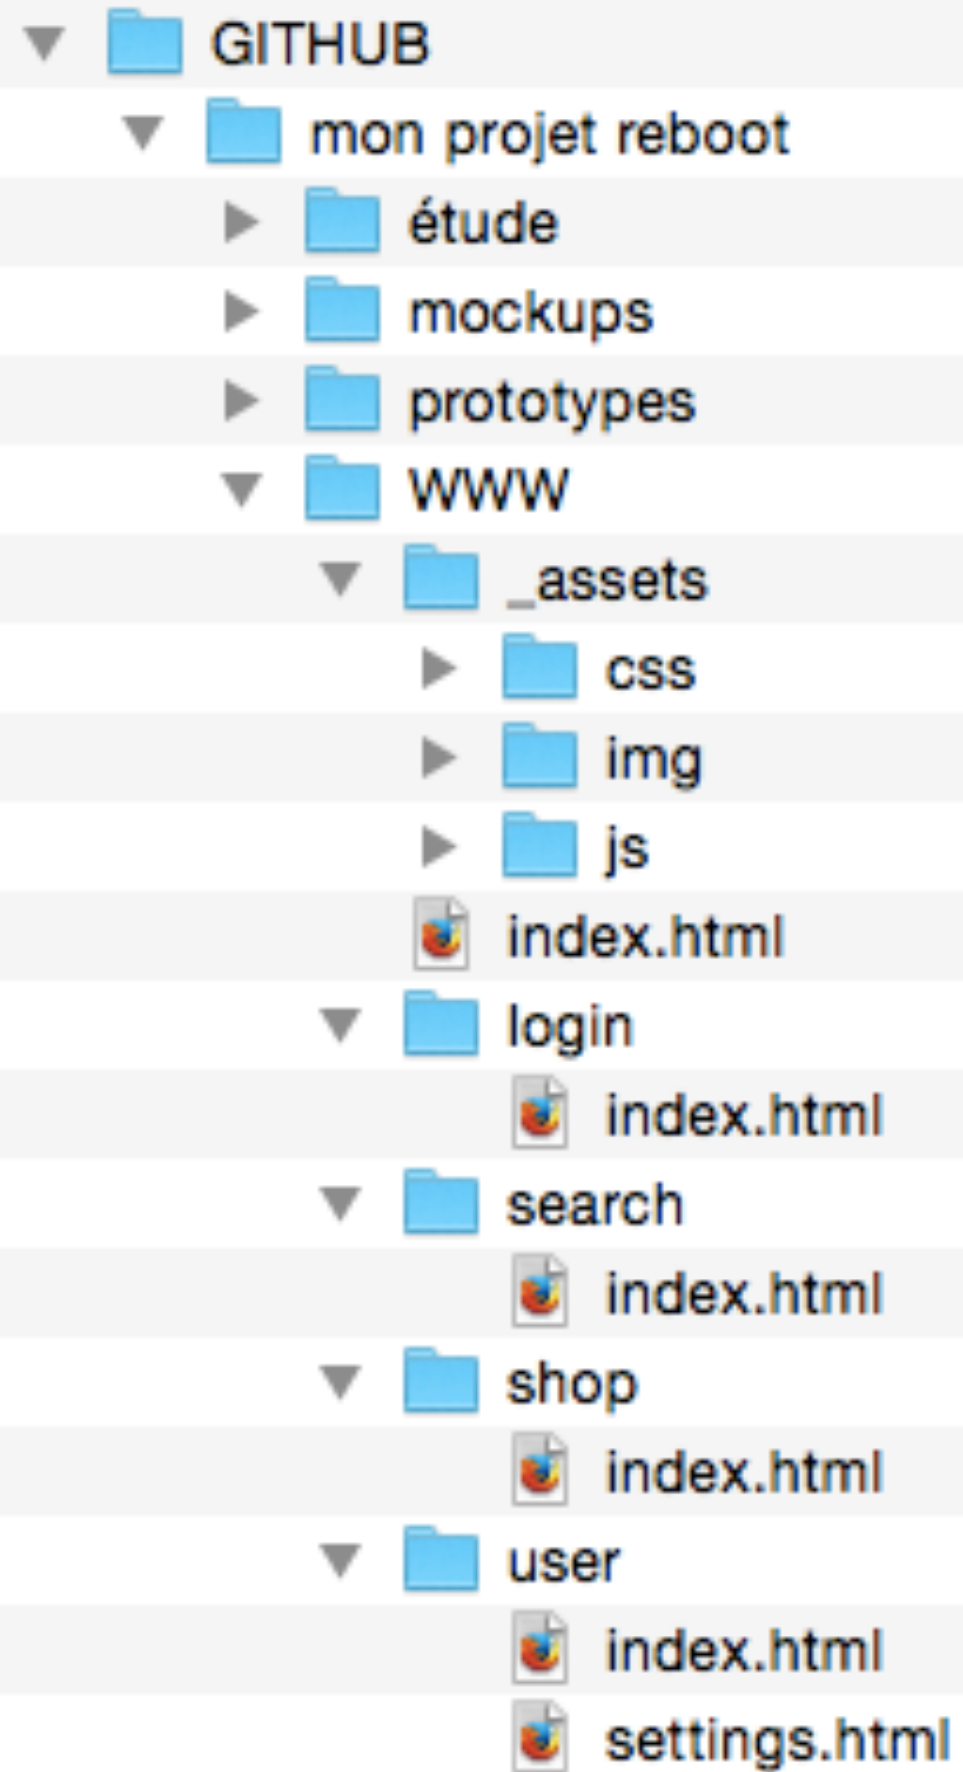 GITHUB
mon projet reboot
étude
mockups
prototypes
WWW
_assets
css
img
js
index.html
login
index.html
search
index.html
shop
index.html
user
index.html
settings.html